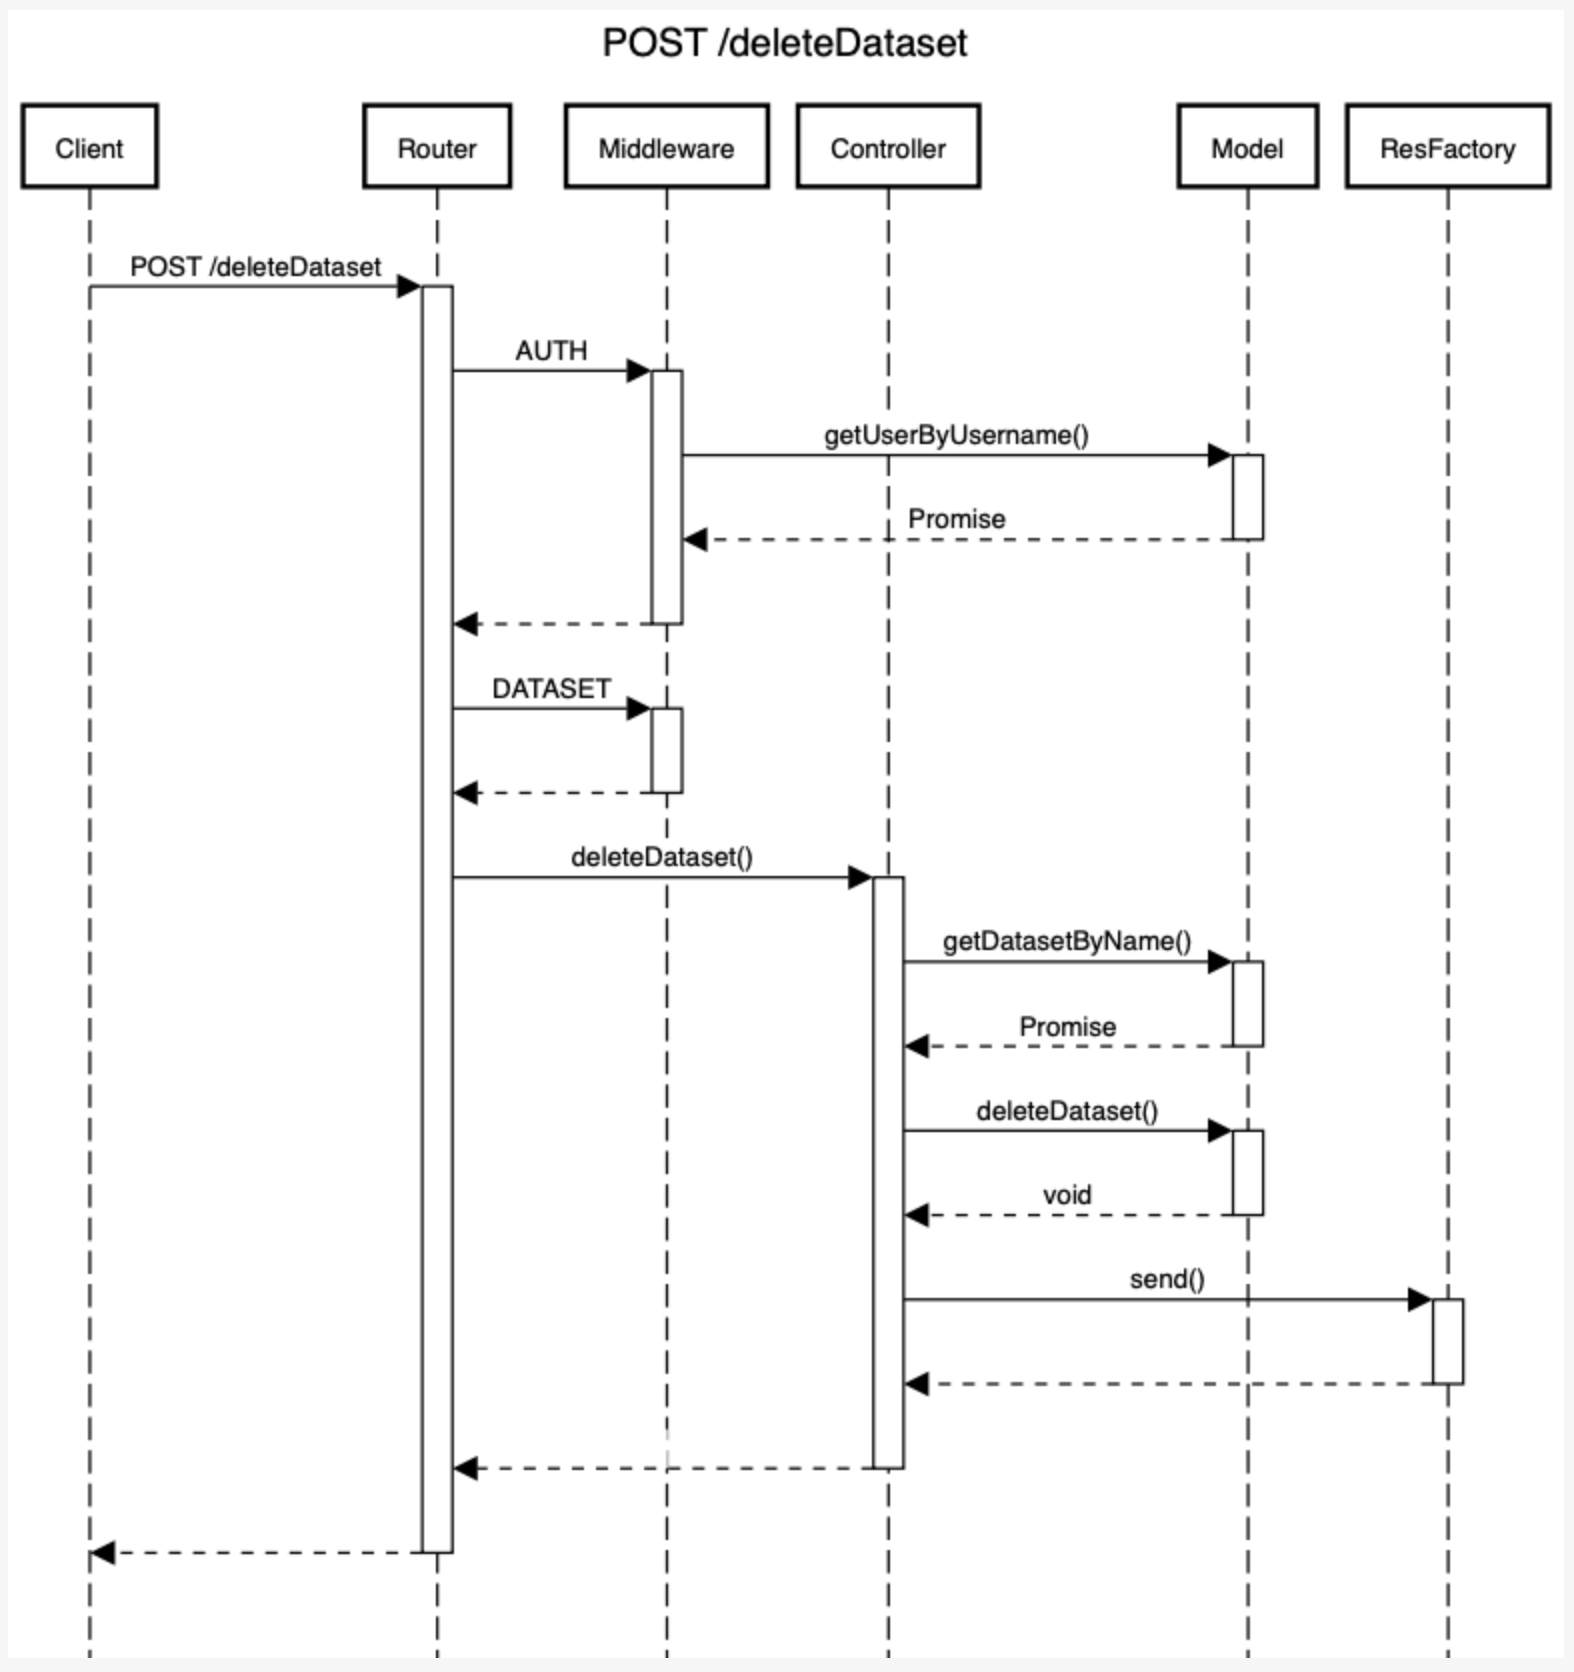 POST /deleteDataset
Client
Router
Middleware
Controller
Model
ResFactory
POST /deleteDataset
AUTH
getUserByUsername()
Promise
DATASET
deleteDataset()
getDatasetByName()
Promise
deleteDataset()
void
send()